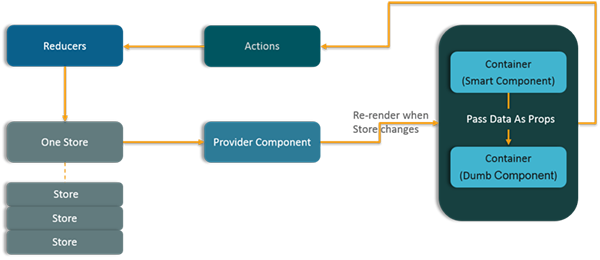 Reducers
Actions
Container
(Smart Component)
Pass Data As Props
Container
(Dumb Component)
Re-render when
Store changes
One Store
Provider Component
Store
Store
Store